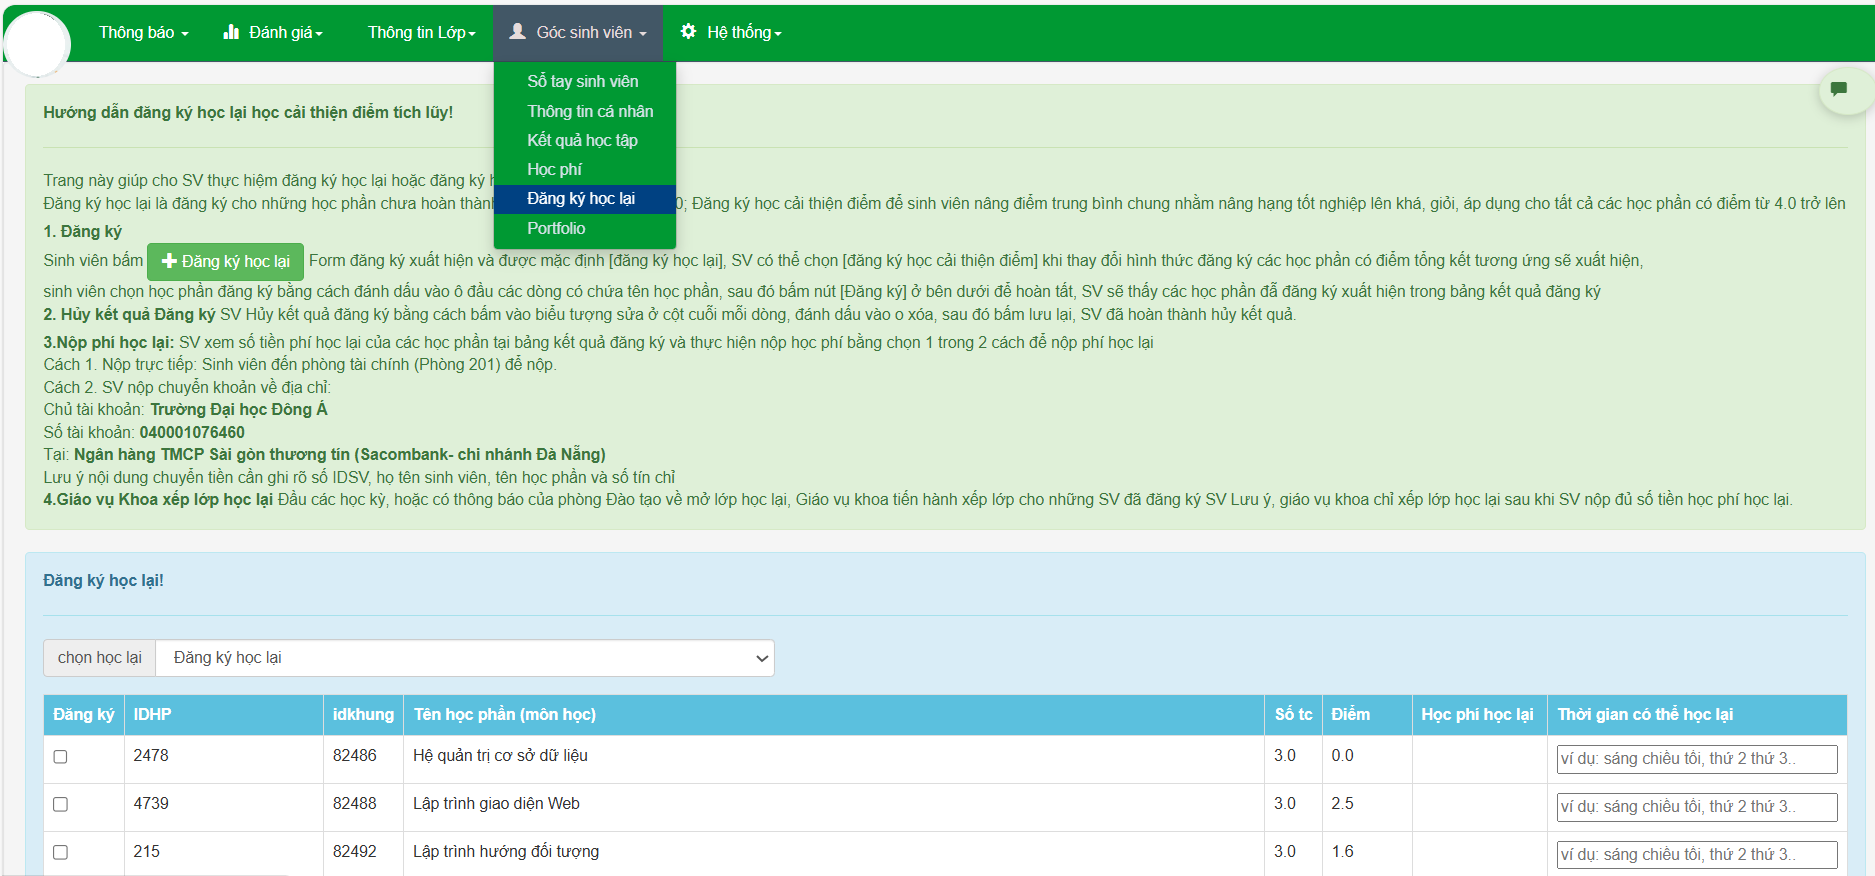 Thông báo
Đánh giá
Thông tin Lớp
Góc sinh viên
Hệ thống
Sổ tay sinh viên
Thông tin cá nhân
Kết quả học tập
Học phí
Đăng ký học lại
Portfolio
Hướng dẫn đăng ký học lại học cải thiện điểm tích lũy!
Trang này giúp cho SV thực hiệm đăng ký học lại hoặc đăng ký
Đăng ký học lại là đăng ký cho những học phần chưa hoàn thành 0; Đăng ký học cải thiện điểm để sinh viên nâng điểm trung bình chung nhằm nâng hạng tốt nghiệp lên khá, giỏi, áp dụng cho tất cả các học phần có điểm từ 4.0 trở lên
1. Đăng ký
Sinh viên bấm Đăng ký học lại Form đăng ký xuất hiện và được mặc định [đăng ký học lại], SV có thể chọn [đăng ký học cải thiện điểm] khi thay đổi hình thức đăng ký các học phần có điểm tổng kết tương ứng sẽ xuất hiện,
sinh viên chọn học phần đăng ký bằng cách đánh dấu vào ô đầu các dòng có chứa tên học phần, sau đó bấm nút [Đăng ký] ở bên dưới để hoàn tất, SV sẽ thấy các học phần đẫ đăng ký xuất hiện trong bảng kết quả đăng ký
2. Hủy kết quả Đăng ký SV Hủy kết quả đăng ký bằng cách bấm vào biểu tượng sửa ở cột cuỗi mỗi dòng, đánh dấu vào o xóa, sau đó bấm lưu lại, SV đã hoàn thành hủy kết quả.
3.Nộp phí học lại: SV xem số tiền phí học lại của các học phần tại bảng kết quả đăng ký và thực hiện nộp học phí bằng chọn 1 trong 2 cách để nộp phí học lại
Cách 1. Nộp trực tiếp: Sinh viên đến phòng tài chính (Phòng 201) để nộp.
Cách 2. SV nộp chuyển khoản về địa chỉ:
Chủ tài khoản: Trường Đại học Đông Á
Số tài khoản: 040001076460
Tại: Ngân hàng TMCP Sài gòn thương tín (Sacombank- chi nhánh Đà Nẵng)
Lưu ý nội dung chuyển tiền cần ghi rõ số IDSV, họ tên sinh viên, tên học phần và số tín chỉ
4.Giáo vụ Khoa xếp lớp học lại Đầu các học kỳ, hoặc có thông báo của phòng Đào tạo về mở lớp học lại, Giáo vụ khoa tiến hành xếp lớp cho những SV đã đăng ký SV Lưu ý, giáo vụ khoa chỉ xếp lớp học lại sau khi SV nộp đủ số tiền học phí học lại.
Đăng ký học lại!
chọn học lại Đăng ký học lại
Đăng ký IDHP idkhung Tên học phần (môn học) Số tc Điểm Học phí học lại Thời gian có thể học lại
2478 82486 Hệ quản trị cơ sở dữ liệu 3.0 0.0 ví dụ: sáng chiều tối, thứ 2 thứ 3..
4739 82488 Lập trình giao diện Web 3.0 2.5 ví dụ: sáng chiều tối, thứ 2 thứ 3..
215 82492 Lập trình hướng đối tượng 3.0 1.6 ví dụ: sáng chiều tối, thứ 2 thứ 3..